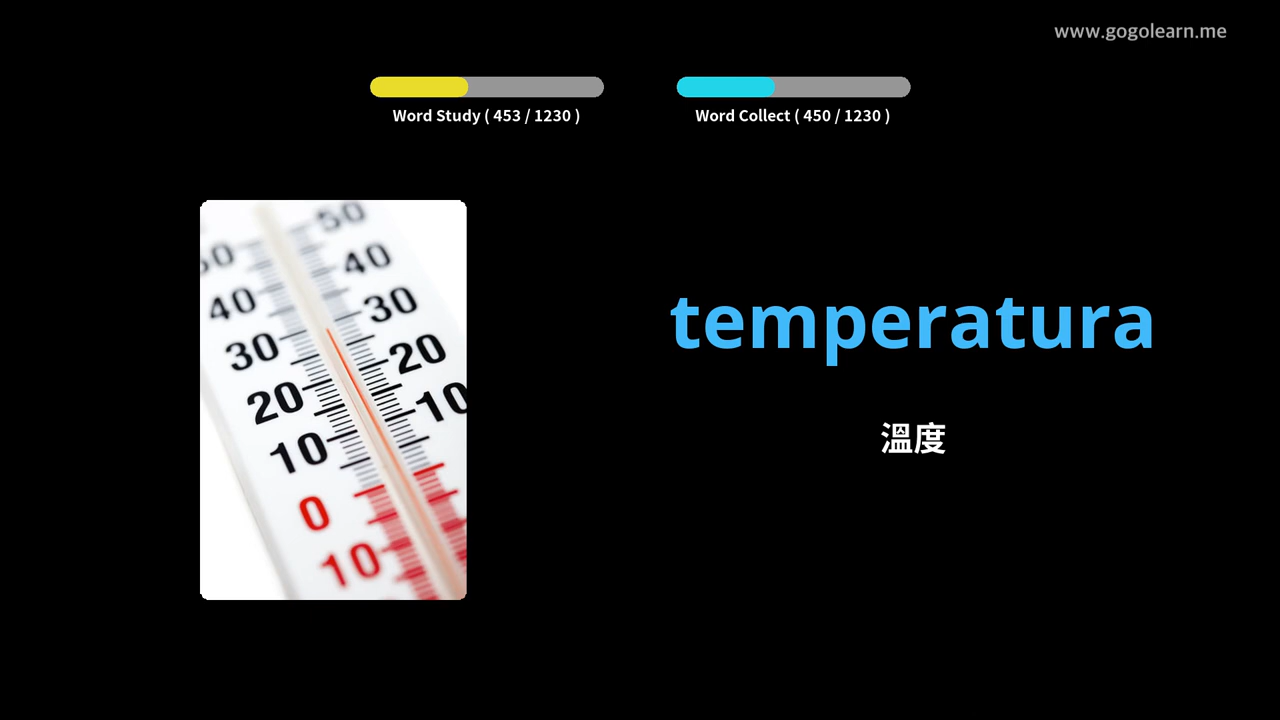 www.gogolearn.me
Word Study ( 453 / 1230 )
Word Collect ( 450 / 1230 )
50
40
40
30
30
20
20
10
10
0
10
temperatura
溫度